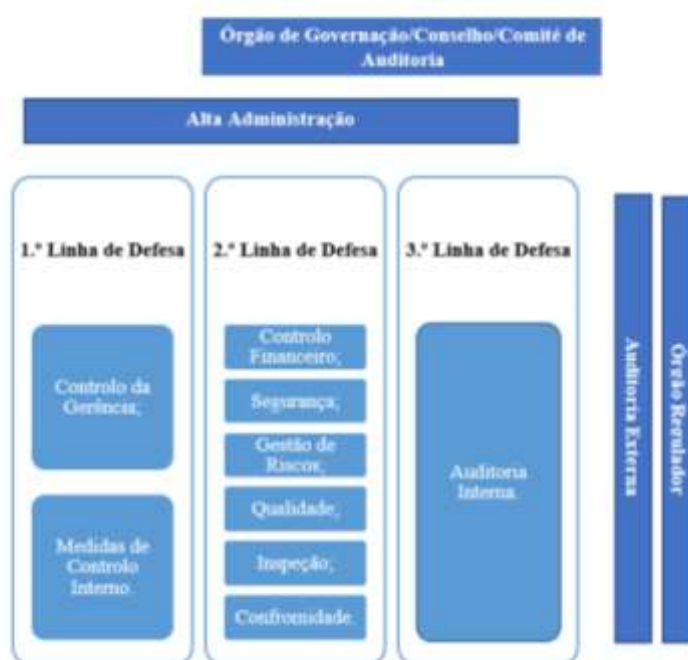 Órgão de Governação/Conselho/Comité de
Auditoria
Alta Administração
1.ª Linha de Defesa
Controlo da
Gerência;
Medidas de
Controlo
Interno.
2.ª Linha de Defesa
Controlo
Financeiro;
Segurança;
Gestão de
Riscos;
Qualidade;
Inspeção;
Confromidade.
3.ª Linha de Defesa
Auditoria
Interna.
Auditoria Externa
Órgão Regulador